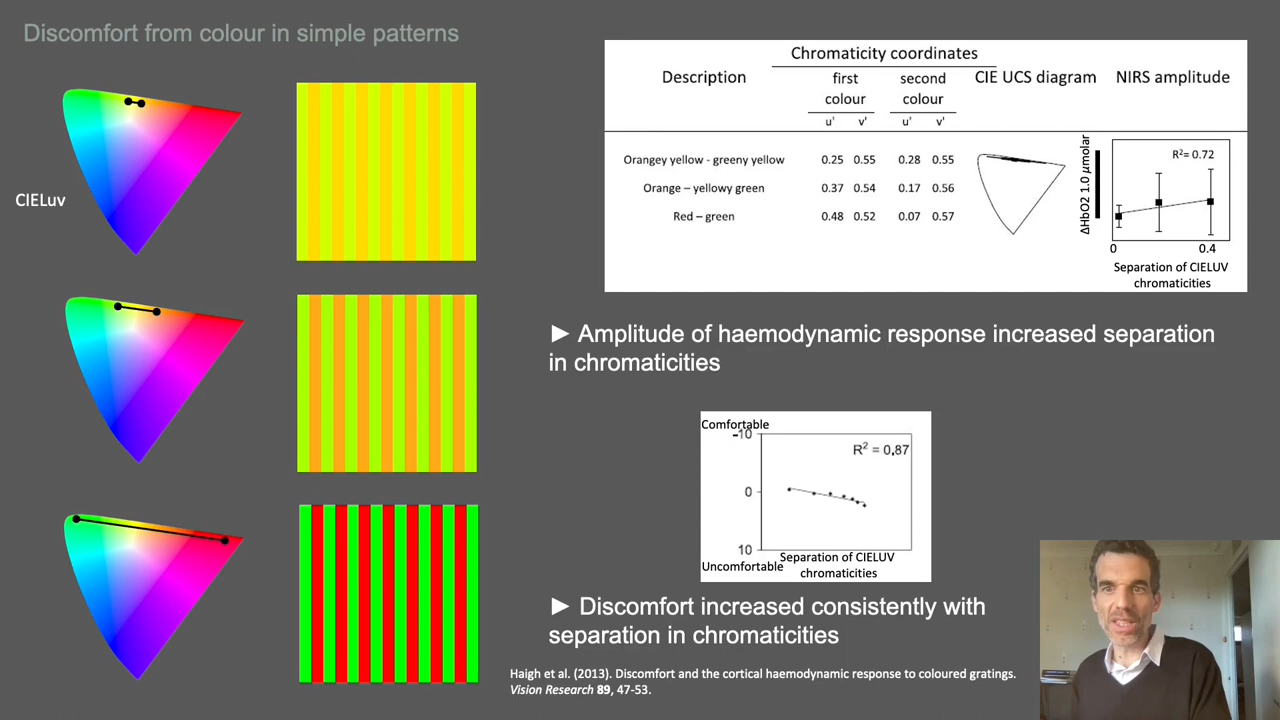 Discomfort from colour in simple patterns
CIELuv
Chromaticity coordinates
Description
first colour
second colour
CIE UCS diagram
NIRS amplitude
u' v' u' v'
Orangey yellow - greeny yellow 0.25 0.55 0.28 0.55
Orange – yellowy green 0.37 0.54 0.17 0.56
Red – green 0.48 0.52 0.07 0.57
ΔHbO2 1.0 µmolar
R²= 0.72
0 0.4
Separation of CIELUV
chromaticities
► Amplitude of haemodynamic response increased separation
in chromaticities
Comfortable
-10
R² = 0.87
0
10
Uncomfortable
Separation of CIELUV
chromaticities
► Discomfort increased consistently with
separation in chromaticities
Haigh et al. (2013). Discomfort and the cortical haemodynamic response to coloured gratings.
Vision Research 89, 47-53.